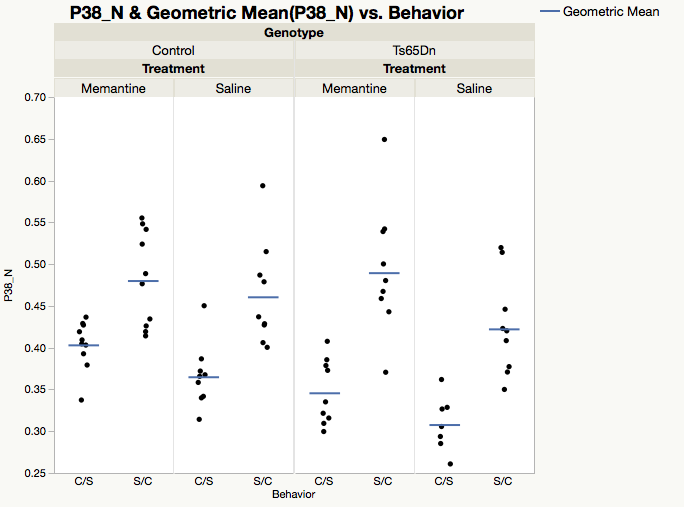 P38_N & Geometric Mean(P38_N) vs. Behavior
Geometric Mean
Genotype
Control Ts65Dn
Treatment Treatment
Memantine Saline Memantine Saline
0.70
0.65
0.60
0.55
0.50
0.45
0.40
0.35
0.30
0.25
P38_N
C/S S/C C/S S/C C/S S/C C/S S/C
Behavior